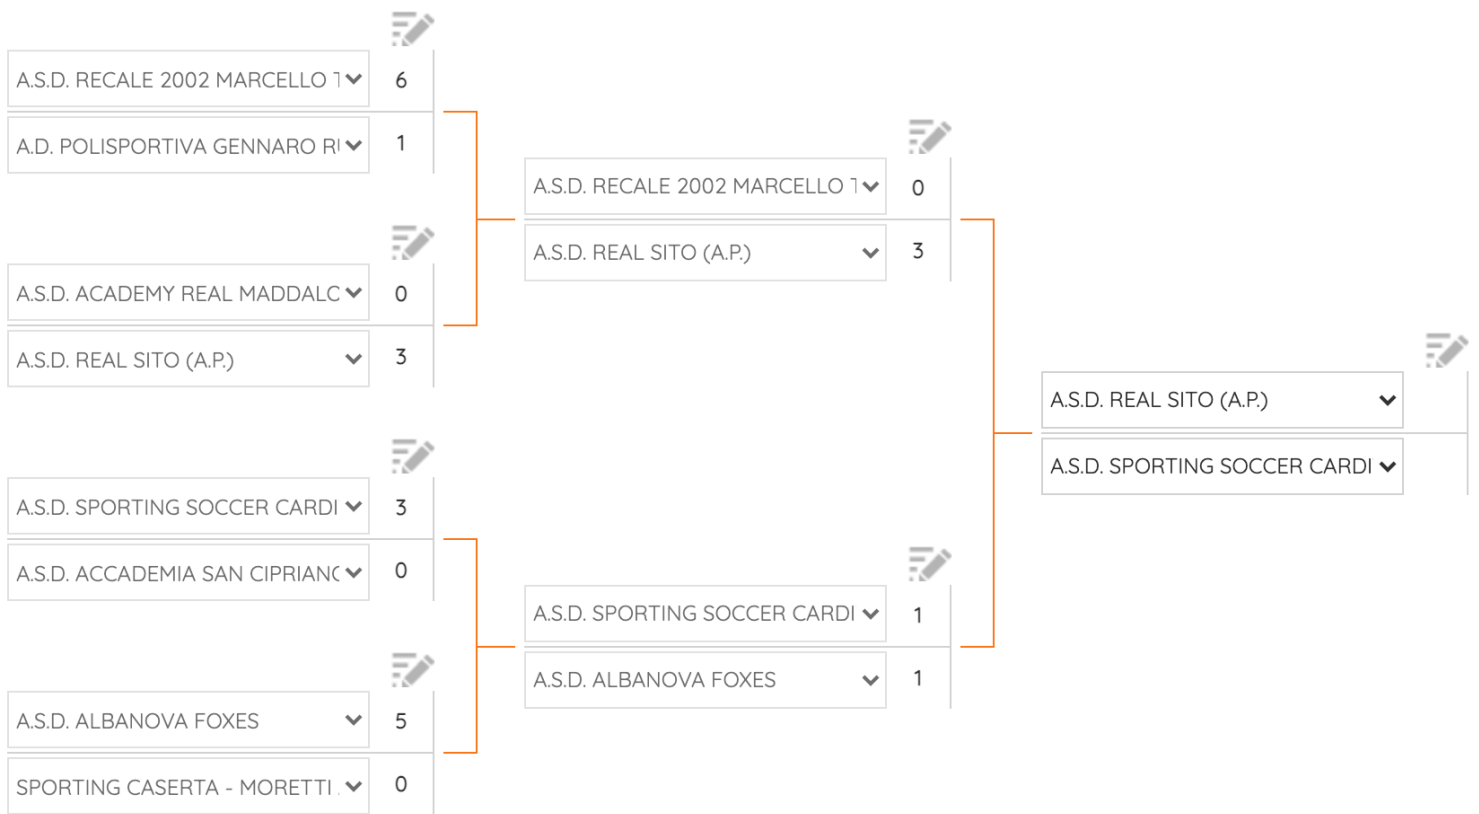 A.S.D. RECALE 2002 MARCELLO 6
A.D. POLISPORTIVA GENNARO 1
A.S.D. ACADEMY REAL MADDALO 0
A.S.D. REAL SITO (A.P.) 3
A.S.D. SPORTING SOCCER CARDI 3
A.S.D. ACCADEMIA SAN CIPRIANO 0
A.S.D. ALBANOVA FOXES 5
SPORTING CASERTA - MORETTI 0
A.S.D. RECALE 2002 MARCELLO 0
A.S.D. REAL SITO (A.P.) 3
A.S.D. SPORTING SOCCER CARDI 1
A.S.D. ALBANOVA FOXES 1
A.S.D. REAL SITO (A.P.)
A.S.D. SPORTING SOCCER CARDI